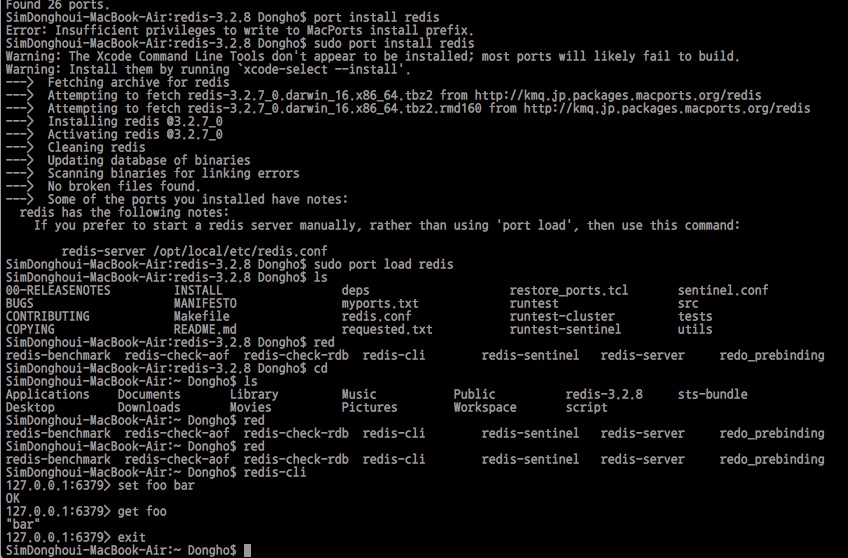 Found 26 ports.
SimDonghoui-MacBook-Air:redis-3.2.8 Dongho$ port install redis
Error: Insufficient privileges to write to MacPorts install prefix.
SimDonghoui-MacBook-Air:redis-3.2.8 Dongho$ sudo port install redis
Warning: The Xcode Command Line Tools don't appear to be installed; most ports will likely fail to build.
Warning: Install them by running `xcode-select --install'.
--->  Fetching archive for redis
--->  Attempting to fetch redis-3.2.7_0.darwin_16.x86_64.tbz2 from http://kmq.jp.packages.macports.org/redis
--->  Attempting to fetch redis-3.2.7_0.darwin_16.x86_64.tbz2.rmd160 from http://kmq.jp.packages.macports.org/redis
--->  Installing redis @3.2.7_0
--->  Activating redis @3.2.7_0
--->  Cleaning redis
--->  Updating database of binaries
--->  Scanning binaries for linking errors
--->  No broken files found.
--->  Some of the ports you installed have notes:
  redis has the following notes:
    If you prefer to start a redis server manually, rather than using 'port load', then use this command:
        redis-server /opt/local/etc/redis.conf
SimDonghoui-MacBook-Air:redis-3.2.8 Dongho$ sudo port load redis
SimDonghoui-MacBook-Air:redis-3.2.8 Dongho$ ls
00-RELEASENOTES INSTALL deps restore_ports.tcl sentinel.conf
BUGS MANIFESTO myports.txt runtest src
CONTRIBUTING Makefile redis.conf runtest-cluster tests
COPYING README.md requested.txt runtest-sentinel utils
SimDonghoui-MacBook-Air:redis-3.2.8 Dongho$ red
redis-benchmark redis-check-aof redis-check-rdb redis-cli redis-sentinel redis-server redo_prebinding
SimDonghoui-MacBook-Air:redis-3.2.8 Dongho$ cd
SimDonghoui-MacBook-Air:~ Dongho$ ls
Applications Documents Library Music Public redis-3.2.8 sts-bundle
Desktop Downloads Movies Pictures Workspace script
SimDonghoui-MacBook-Air:~ Dongho$ red
redis-benchmark redis-check-aof redis-check-rdb redis-cli redis-sentinel redis-server redo_prebinding
SimDonghoui-MacBook-Air:~ Dongho$ red
redis-benchmark redis-check-aof redis-check-rdb redis-cli redis-sentinel redis-server redo_prebinding
SimDonghoui-MacBook-Air:~ Dongho$ redis-cli
127.0.0.1:6379> set foo bar
OK
127.0.0.1:6379> get foo
"bar"
127.0.0.1:6379> exit
SimDonghoui-MacBook-Air:~ Dongho$